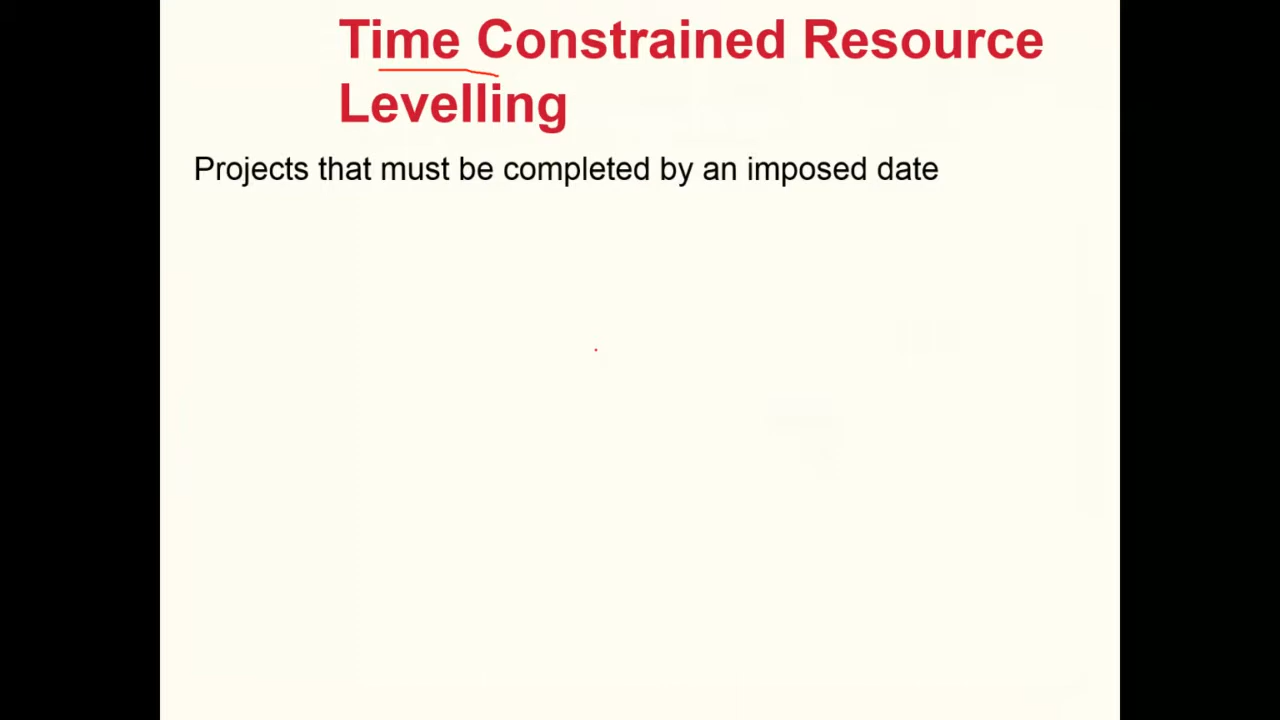 Time Constrained Resource
Levelling
Projects that must be completed by an imposed date